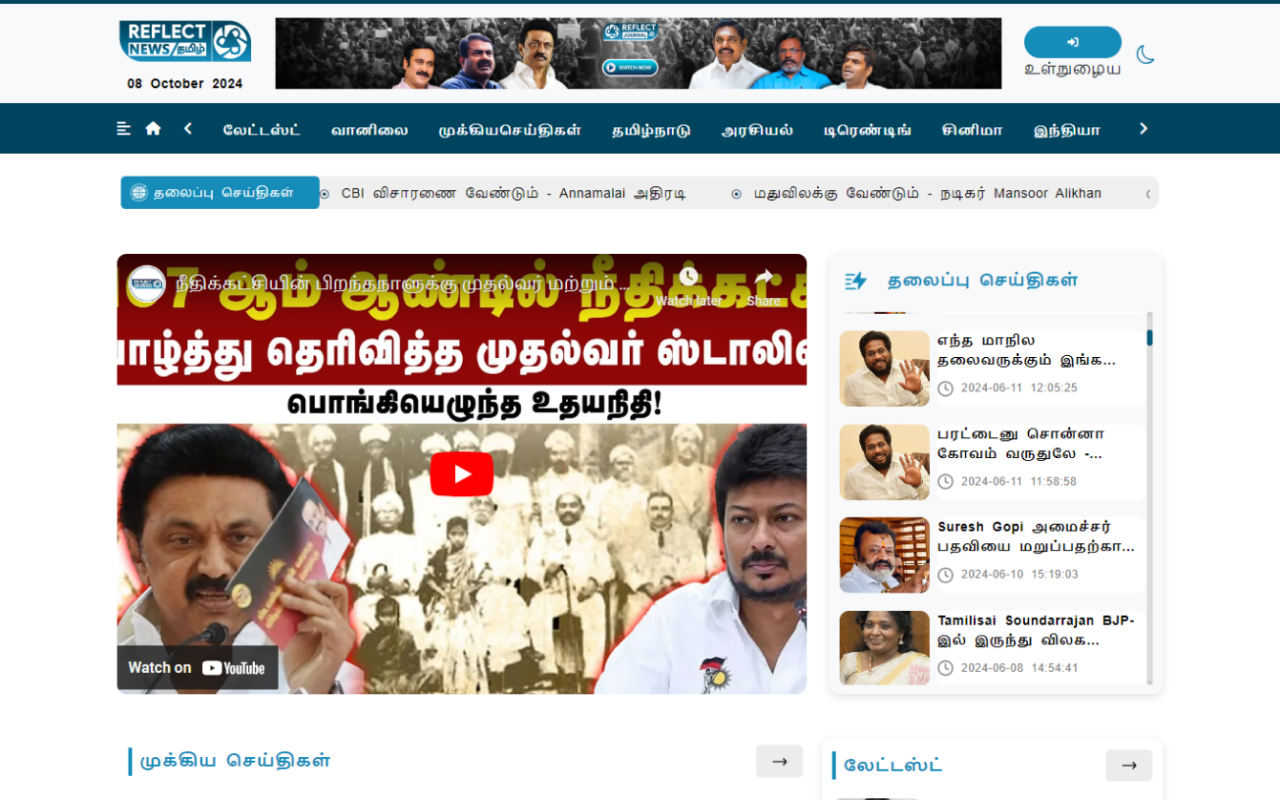 REFLECT
NEWS/தமிழ்
08 October 2024
REFLECT
JOURNAL
WATCH NOW
உள்நுழைய
லேட்டஸ்ட் வானிலை முக்கியசெய்திகள் தமிழ்நாடு அரசியல் டிரெண்டிங் சினிமா இந்தியா
தலைப்பு செய்திகள் CBI விசாரணை வேண்டும் - Annamalai அதிரடி மதுவிலக்கு வேண்டும் - நடிகர் Mansoor Alikhan
107 ஆம் ஆண்டில் நீதிக்கட்சி
நீதிக்கட்சியின் பிறந்தநாளுக்கு முதல்வர் மற்றும் ...
Watch later Share
வாழ்த்து தெரிவித்த முதல்வர் ஸ்டாலின்
பொங்கியெழுந்த உதயநிதி!
Watch on YouTube
தலைப்பு செய்திகள்
எந்த மாநில
தலைவருக்கும் இங்க...
2024-06-11 12:05:25
பரட்டைனு சொன்னா
கோவம் வருதுலே -...
2024-06-11 11:58:58
Suresh Gopi அமைச்சர்
பதவியை மறுப்பதற்கா...
2024-06-10 15:19:03
Tamilisai Soundarrajan BJP-
இல் இருந்து விலக...
2024-06-08 14:54:41
முக்கிய செய்திகள் →
லேட்டஸ்ட் →